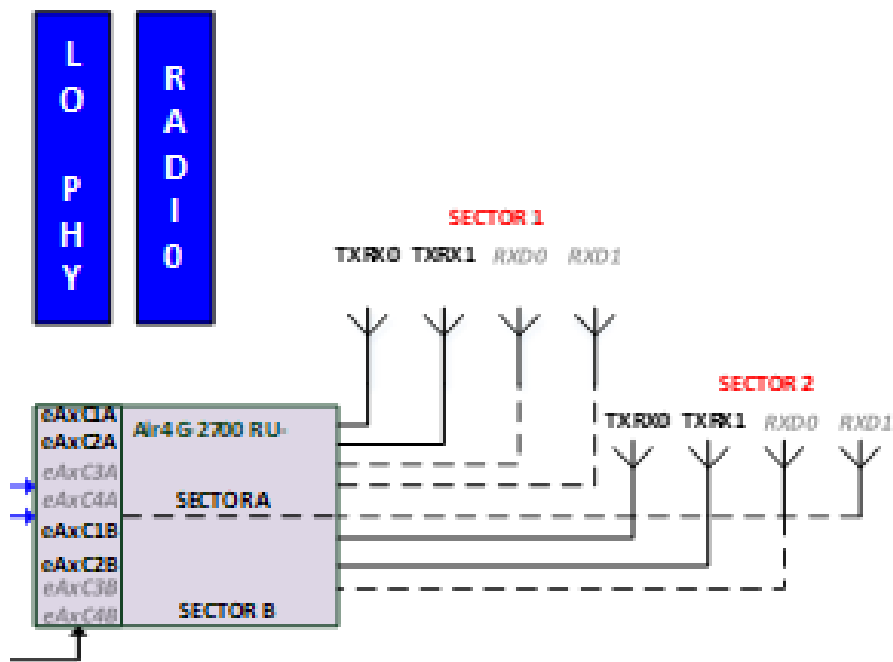 LO PHY
RADIO
SECTOR 1
TXRX0 TXRX1 RXD0 RXD1
SECTOR 2
TXRX0 TXRX1 RXD0 RXD1
eAxC1A
eAxC2A
eAxC3A
eAxC4A
eAxC1B
eAxC2B
eAxC3B
eAxC4B
Air4G-2700 RU-
SECTOR A
SECTOR B